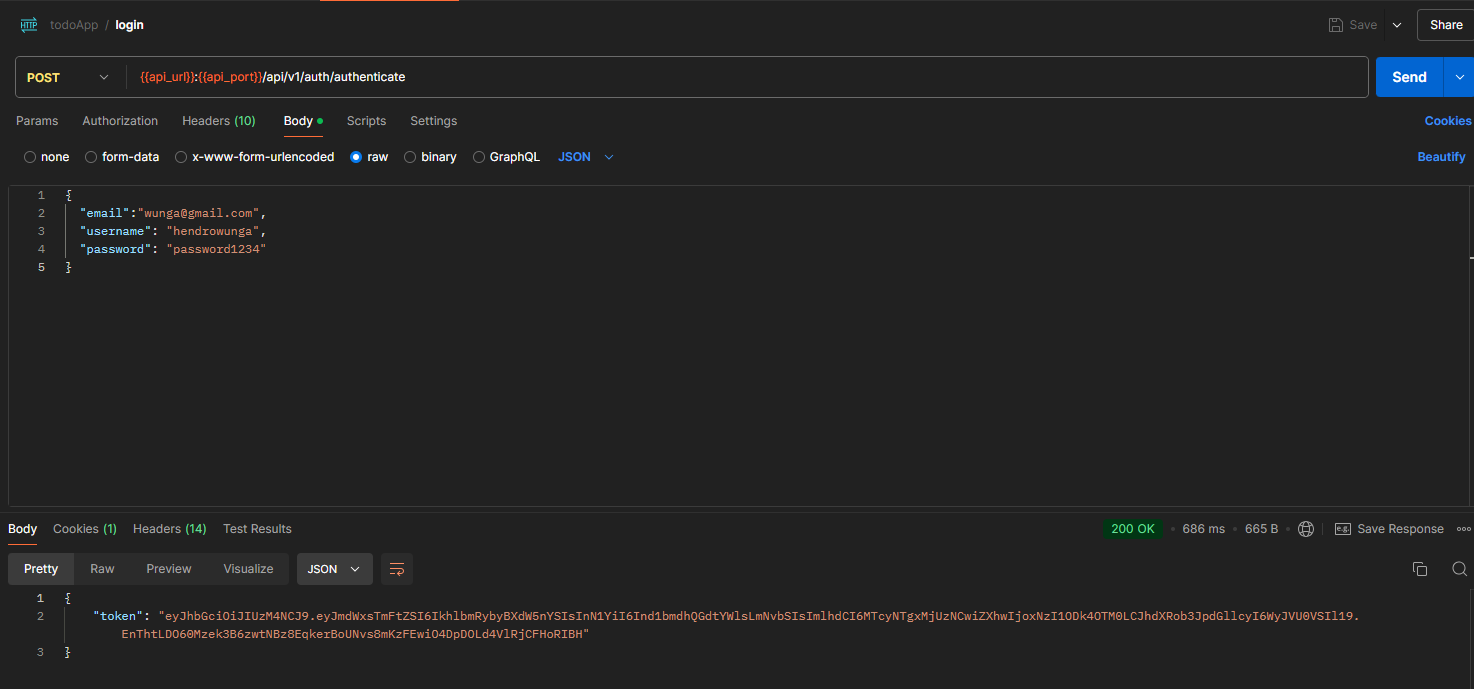 HTTP todoApp / login Save Share
POST {{api_url}}:{{api_port}}/api/v1/auth/authenticate Send
Params Authorization Headers (10) Body Scripts Settings Cookies
none form-data x-www-form-urlencoded raw binary GraphQL JSON Beautify
1 {
2 "email":"wunga@gmail.com",
3 "username": "hendrowunga",
4 "password": "password1234"
5 }
Body Cookies (1) Headers (14) Test Results 200 OK • 686 ms • 665 B • e.g. Save Response
Pretty Raw Preview Visualize JSON
1 {
2 "token": "eyJhbGciOiJIUzM4NCJ9.eyJmdWxsTmFtZSI6IkhlbmRybyBXdW5nYSIsInN1YiI6Ind1bmdhQGdtYWlsLmNvbSIsImlhdCI6MTcyNTgxMjUzNCwiZXhwIjoxNzI1ODk4OTM0LCJhdXRob3JpdGllcyI6WyJVU0VSIl19.
EnThtLDO60Mzek3B6zwtNBz8EqkerBoUNvs8mKzFEwiO4DpDOLd4VlRjCFHoRIBH"
3 }